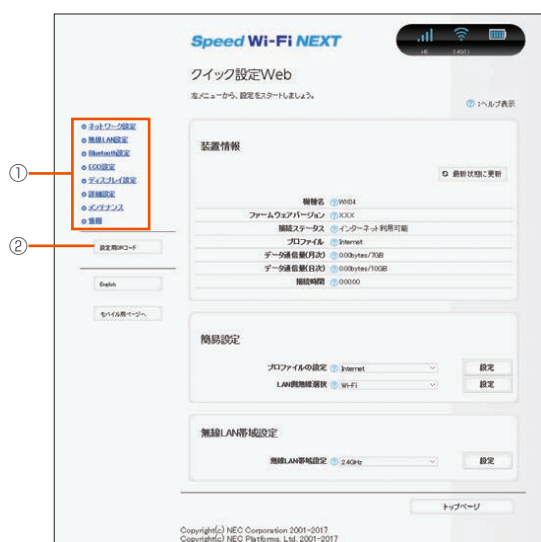 Speed Wi-Fi NEXT
クイック設定Web
左メニューから、設定をスタートしましょう。
:ヘルプ表示
①
ネットワーク設定
無線LAN設定
Bluetooth設定
ECO設定
ディスプレイ設定
詳細設定
メンテナンス
情報
②
設定用QRコード
English
モバイル用ページへ
装置情報
最新状態に更新
機種名 WX04
ファームウェアバージョン XXX
接続ステータス インターネット利用可能
プロファイル Internet
データ通信量(月次) 0.00bytes/7GB
データ通信量(日次) 0.00bytes/10GB
接続時間 0:00:00
簡易設定
プロファイルの設定 Internet 設定
LAN側無線選択 Wi-Fi 設定
無線LAN帯域設定
無線LAN帯域設定 2.4GHz 設定
トップページ
Copyright(c) NEC Corporation 2001-2017
Copyright(c) NEC Platforms, Ltd. 2001-2017